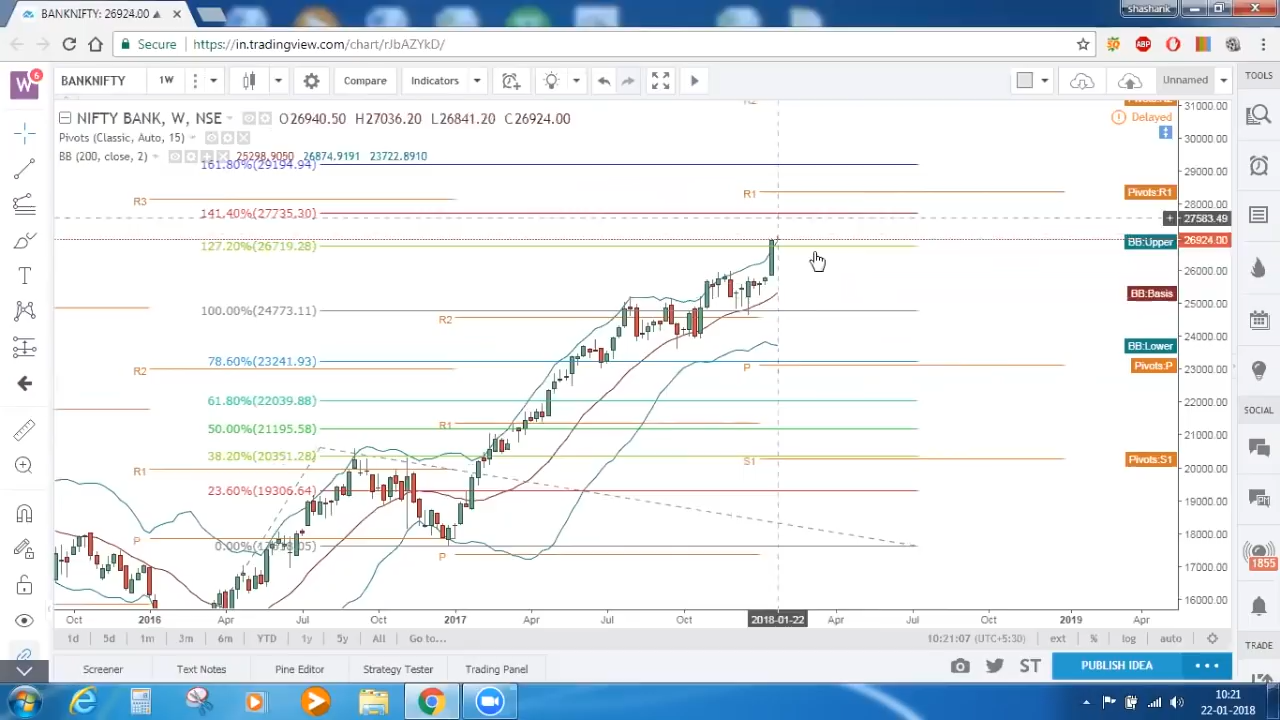 BANKNIFTY: 26924.00 ▲
shashank
Secure https://in.tradingview.com/chart/rJbAZYkD/
ABP
W 6 BANKNIFTY 1W Compare Indicators Unnamed
TOOLS
NIFTY BANK, W, NSE O26940.50 H27036.20 L26841.20 C26924.00
Delayed
Pivots (Classic, Auto, 15)
BB (200, close, 2) 25298.9050 26874.9191 23722.8910
161.80%(29194.94)
141.40%(27735.30)
127.20%(26719.28)
100.00%(24773.11)
78.60%(23241.93)
61.80%(22039.88)
50.00%(21195.58)
38.20%(20351.28)
23.60%(19306.64)
R3
R2
R1
P
R2
R1
P
R1
P
S1
31000.00
30000.00
29000.00
Pivots:R1
28000.00
+ 27583.49
BB:Upper 26924.00
26000.00
BB:Basis
25000.00
24000.00
BB:Lower
Pivots:P 23000.00
22000.00
21000.00
Pivots:S1
20000.00
19000.00
18000.00
17000.00
16000.00
SOCIAL
1855
TRADE
Oct 2016 Apr Jul Oct 2017 Apr Jul Oct 2018-01-22 Apr Jul Oct 2019 Apr
1d 5d 1m 3m 6m YTD 1y 5y All Go to... 10:21:07 (UTC+5:30) ext % log auto
Screener Text Notes Pine Editor Strategy Tester Trading Panel ST PUBLISH IDEA
10:21
22-01-2018